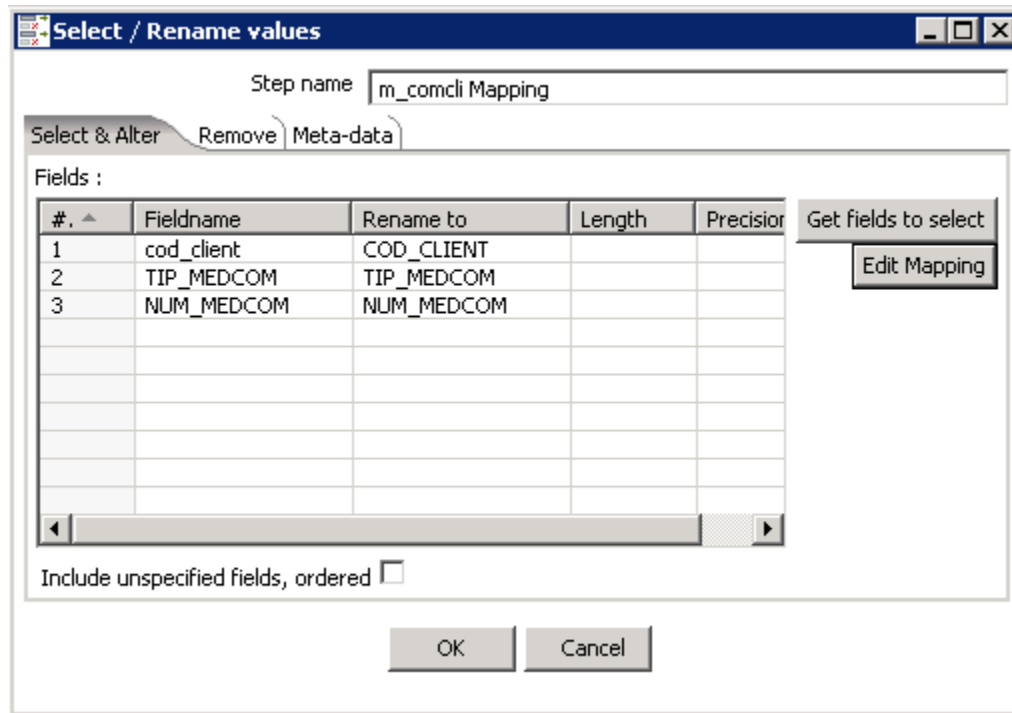 Select / Rename values
Step name m_comcli Mapping
Select & Alter Remove Meta-data
Fields :
#. Fieldname Rename to Length Precision Get fields to select
1 cod_client COD_CLIENT
Edit Mapping
2 TIP_MEDCOM TIP_MEDCOM
3 NUM_MEDCOM NUM_MEDCOM
Include unspecified fields, ordered
OK Cancel